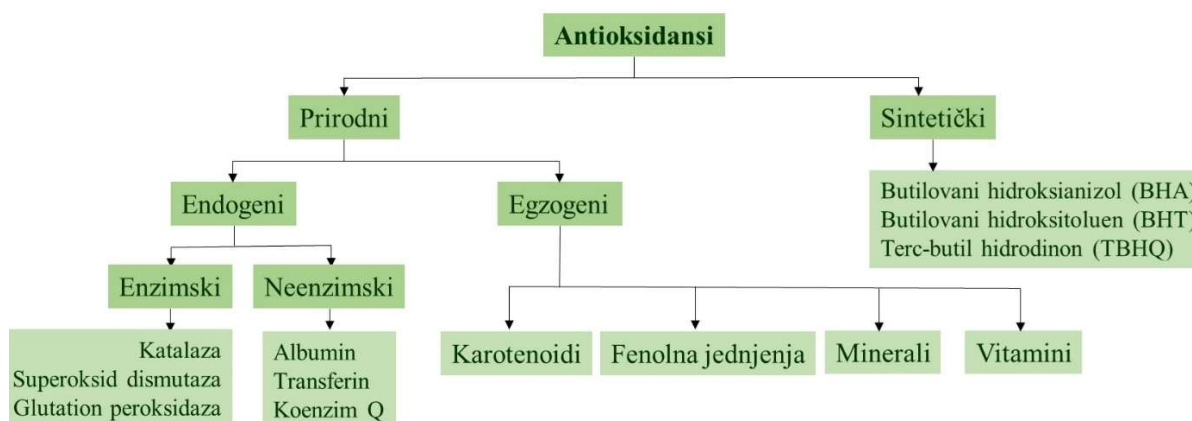 Antioksidansi
Prirodni
Sintetički
Butilovani hidroksianizol (BHA)
Butilovani hidroksitoluen (BHT)
Terc-butil hidrodinon (TBHQ)
Endogeni
Egzogeni
Enzimski
Neenzimski
Katalaza
Superoksid dismutaza
Glutation peroksidaza
Albumin
Transferin
Koenzim Q
Karotenoidi
Fenolna jednjenja
Minerali
Vitamini